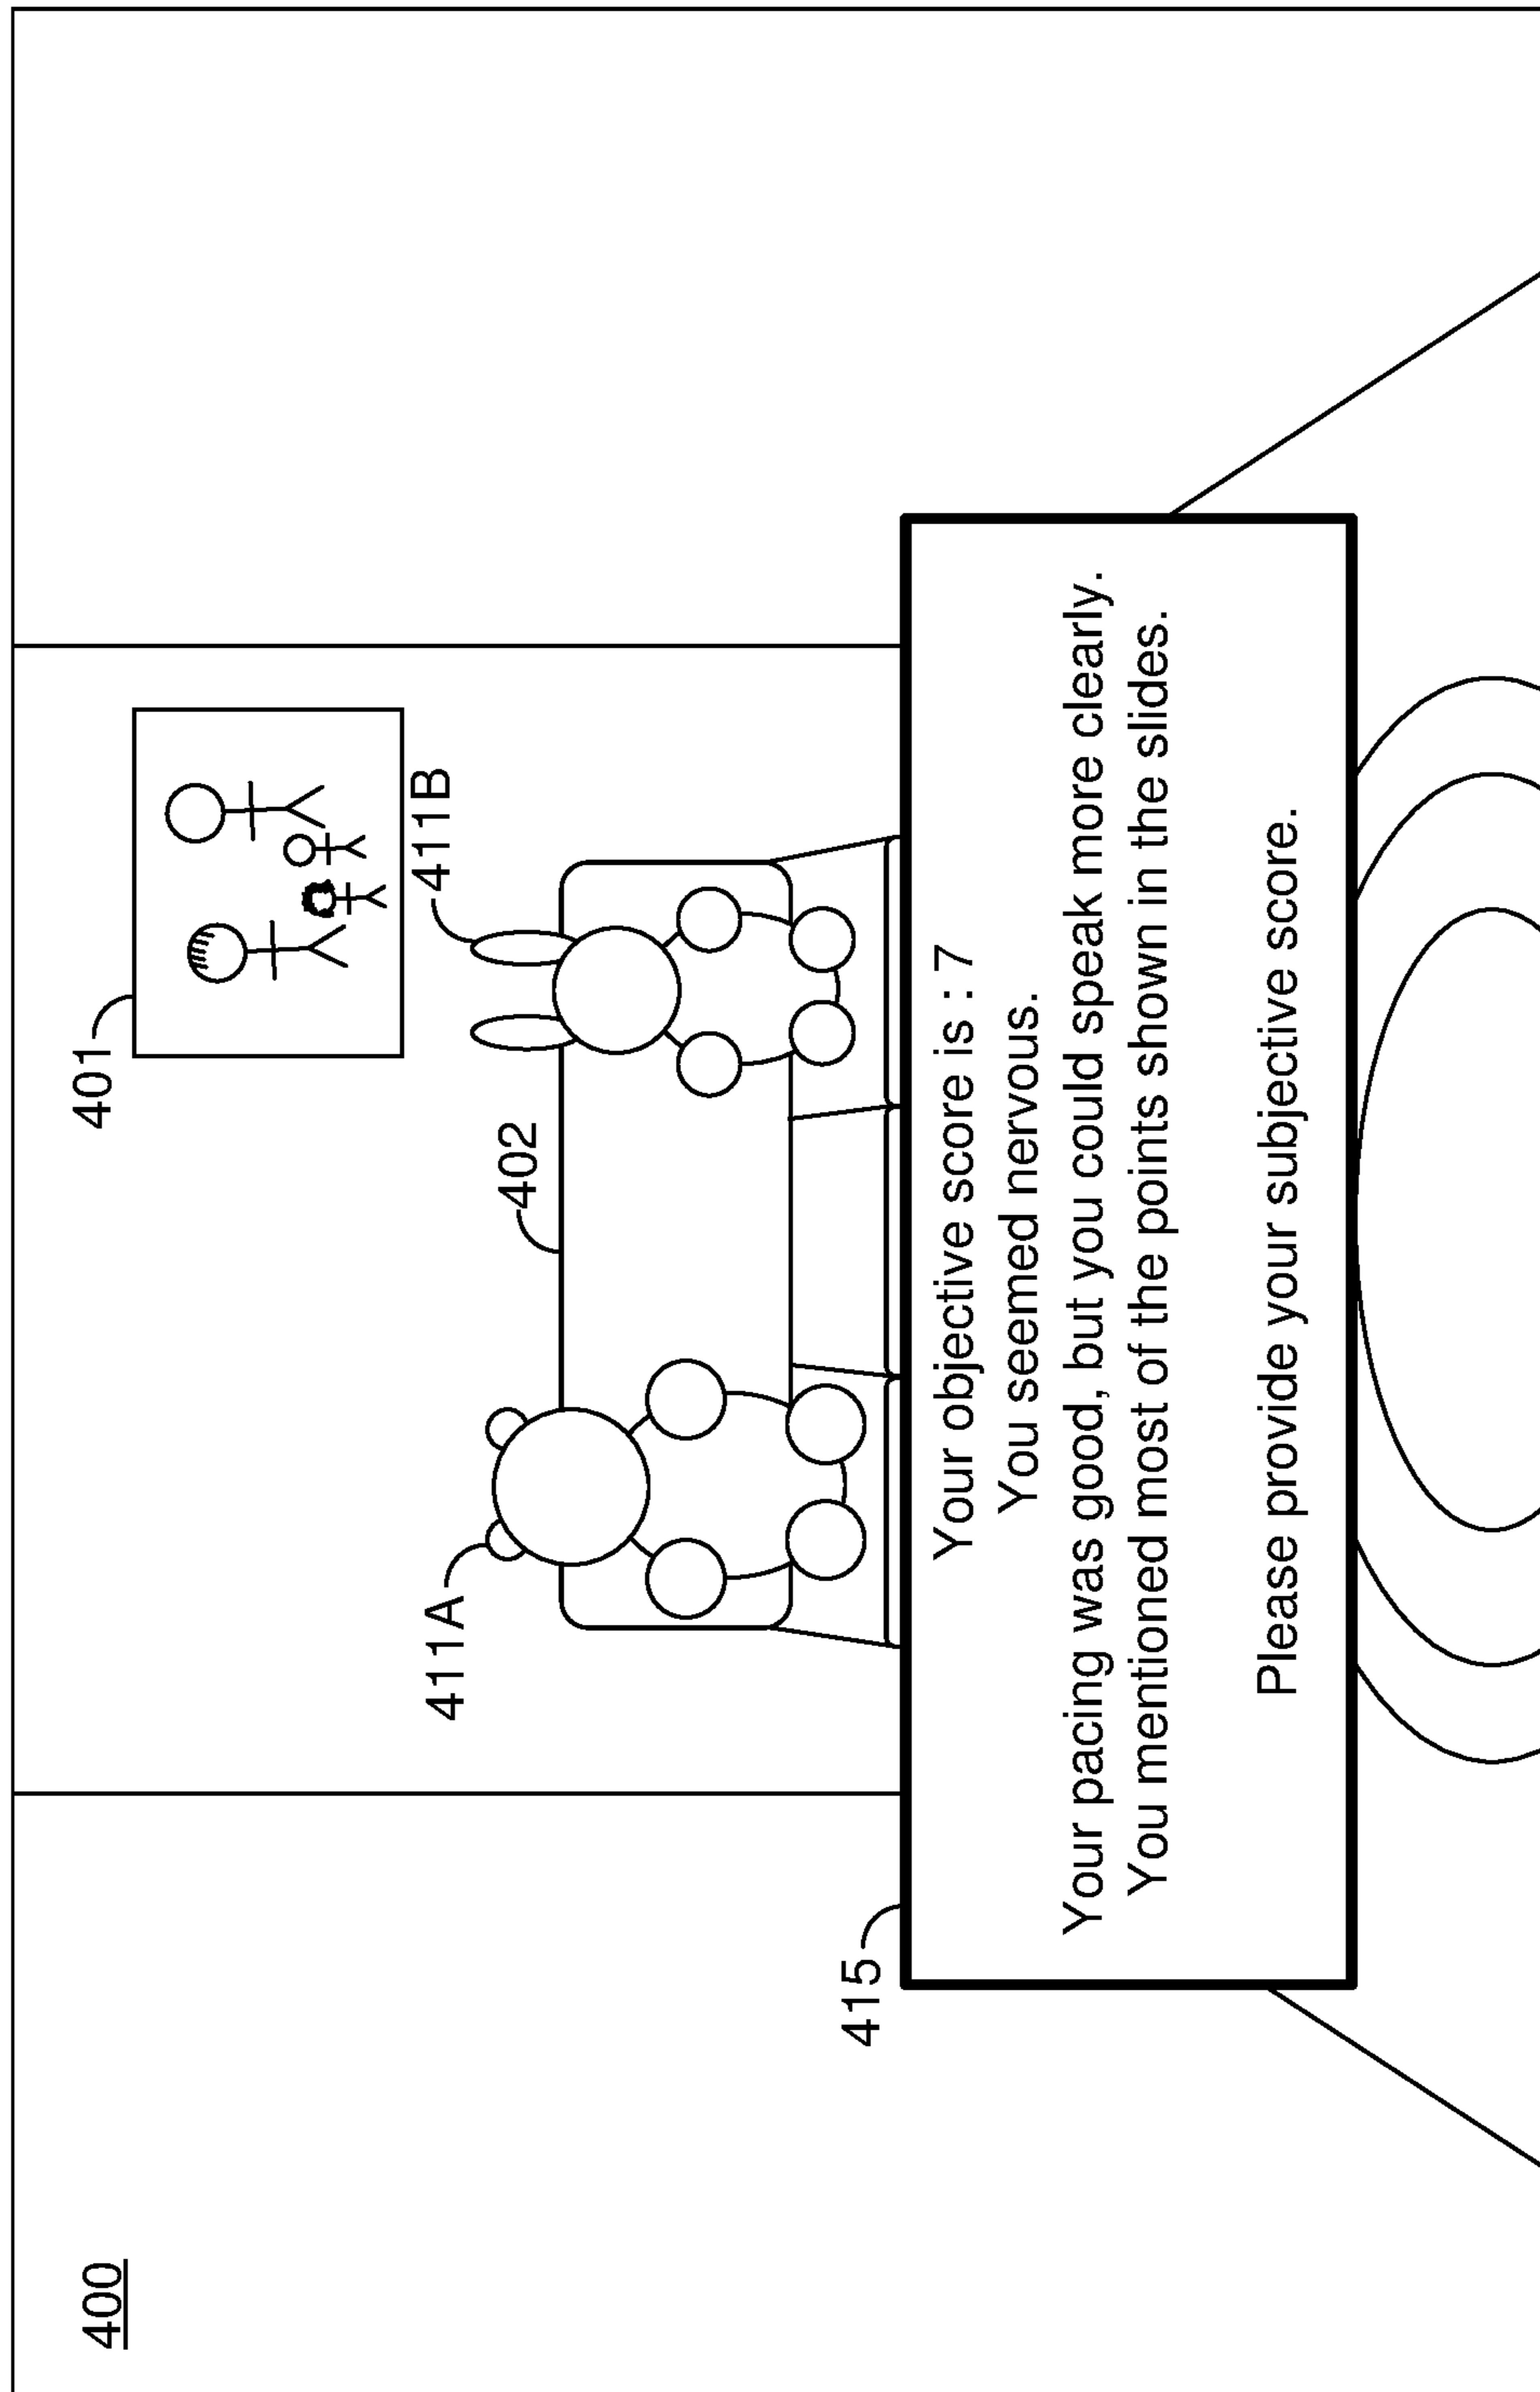 400
401
411B
402
411A
415
Your objective score is : 7
You seemed nervous.
Your pacing was good, but you could speak more clearly.
You mentioned most of the points shown in the slides.
Please provide your subjective score.